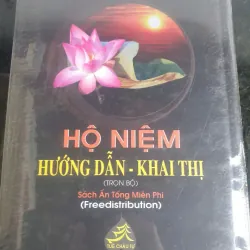 HỘ NIỆM
HƯỚNG DẪN - KHAI THỊ
(TRỌN BỘ)
Sách Ấn Tống Miễn Phí
(Freedistribution)